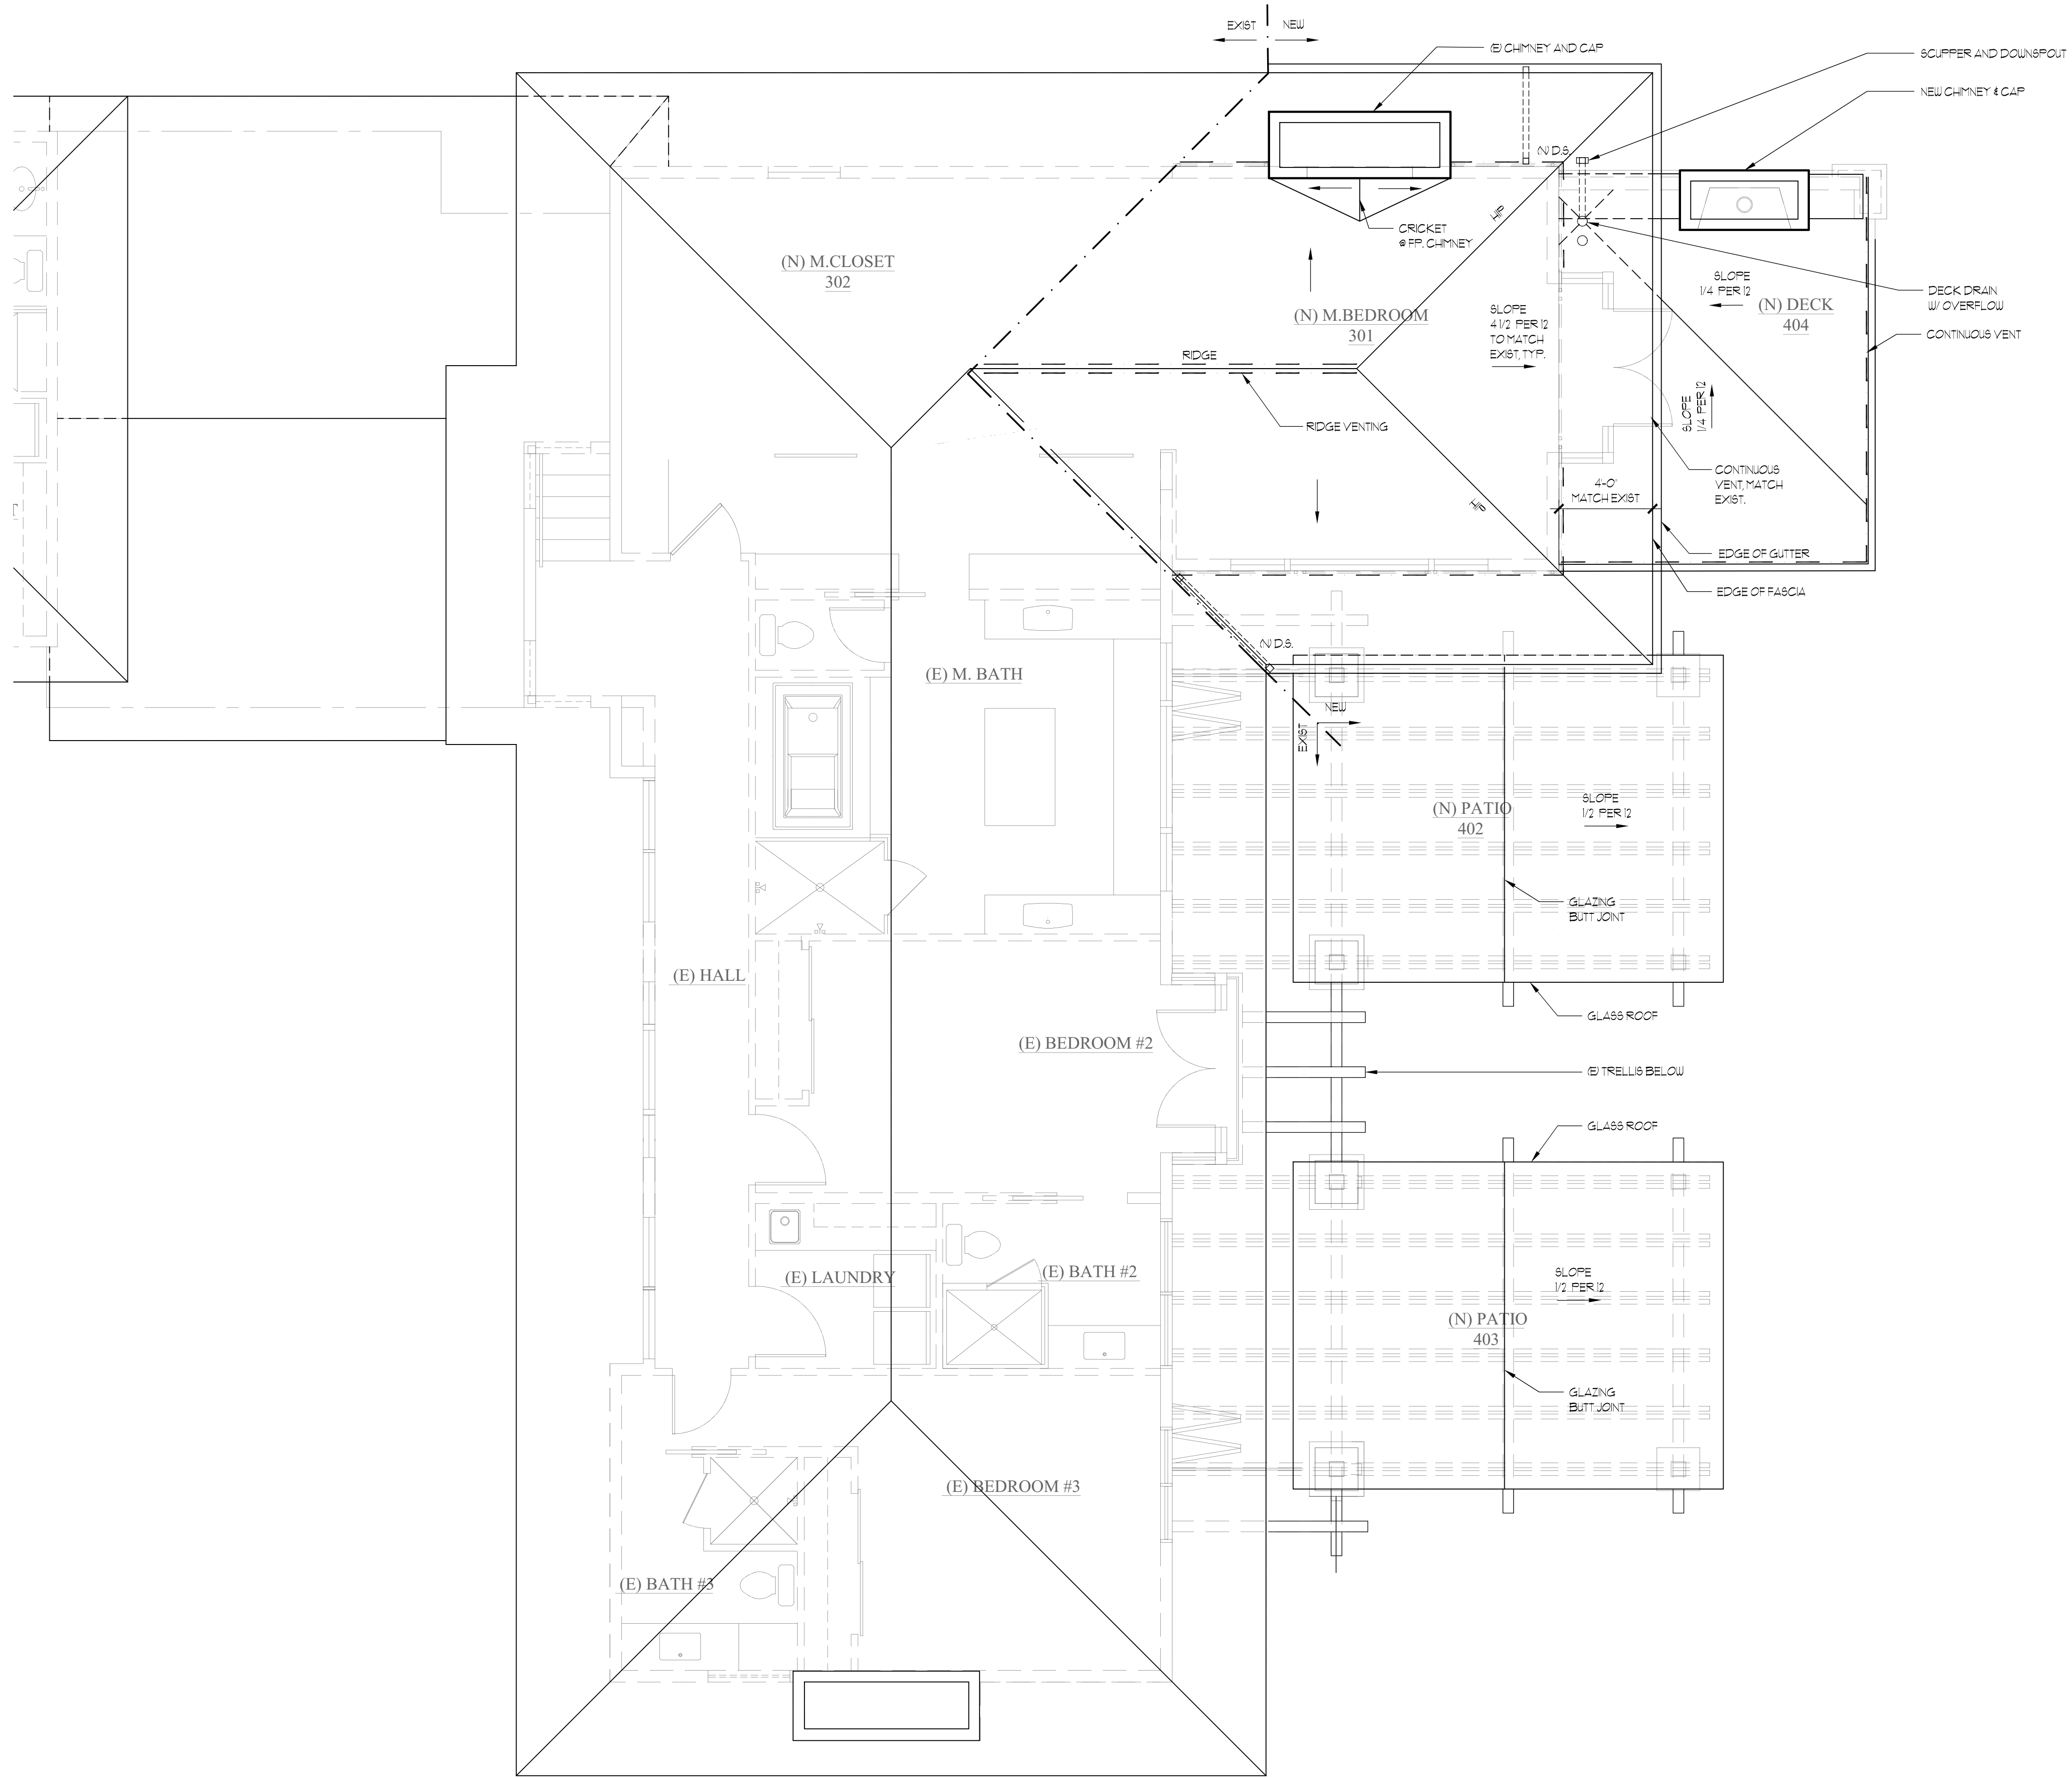 EXIST NEW
(E) CHIMNEY AND CAP
SCUPPER AND DOWNSPOUT
NEW CHIMNEY & CAP
(N) D.S.
CRICKET
@ FP. CHIMNEY
HIP
(N) M.CLOSET
302
SLOPE
1/4 PER 12
(N) DECK
404
DECK DRAIN
W/ OVERFLOW
CONTINUOUS VENT
(N) M.BEDROOM
301
SLOPE
4 1/2 PER 12
TO MATCH
EXIST, TYP.
RIDGE
SLOPE
1/4 PER 12
RIDGE VENTING
CONTINUOUS
VENT, MATCH
EXIST.
4'-0"
MATCH EXIST
HIP
EDGE OF GUTTER
EDGE OF FASCIA
(N) D.S.
(E) M. BATH
NEW
EXIST
SLOPE
1/2 PER 12
(N) PATIO
402
GLAZING
BUTT JOINT
(E) HALL
GLASS ROOF
(E) BEDROOM #2
(E) TRELLIS BELOW
GLASS ROOF
(E) LAUNDRY
(E) BATH #2
SLOPE
1/2 PER 12
(N) PATIO
403
GLAZING
BUTT JOINT
(E) BEDROOM #3
(E) BATH #3